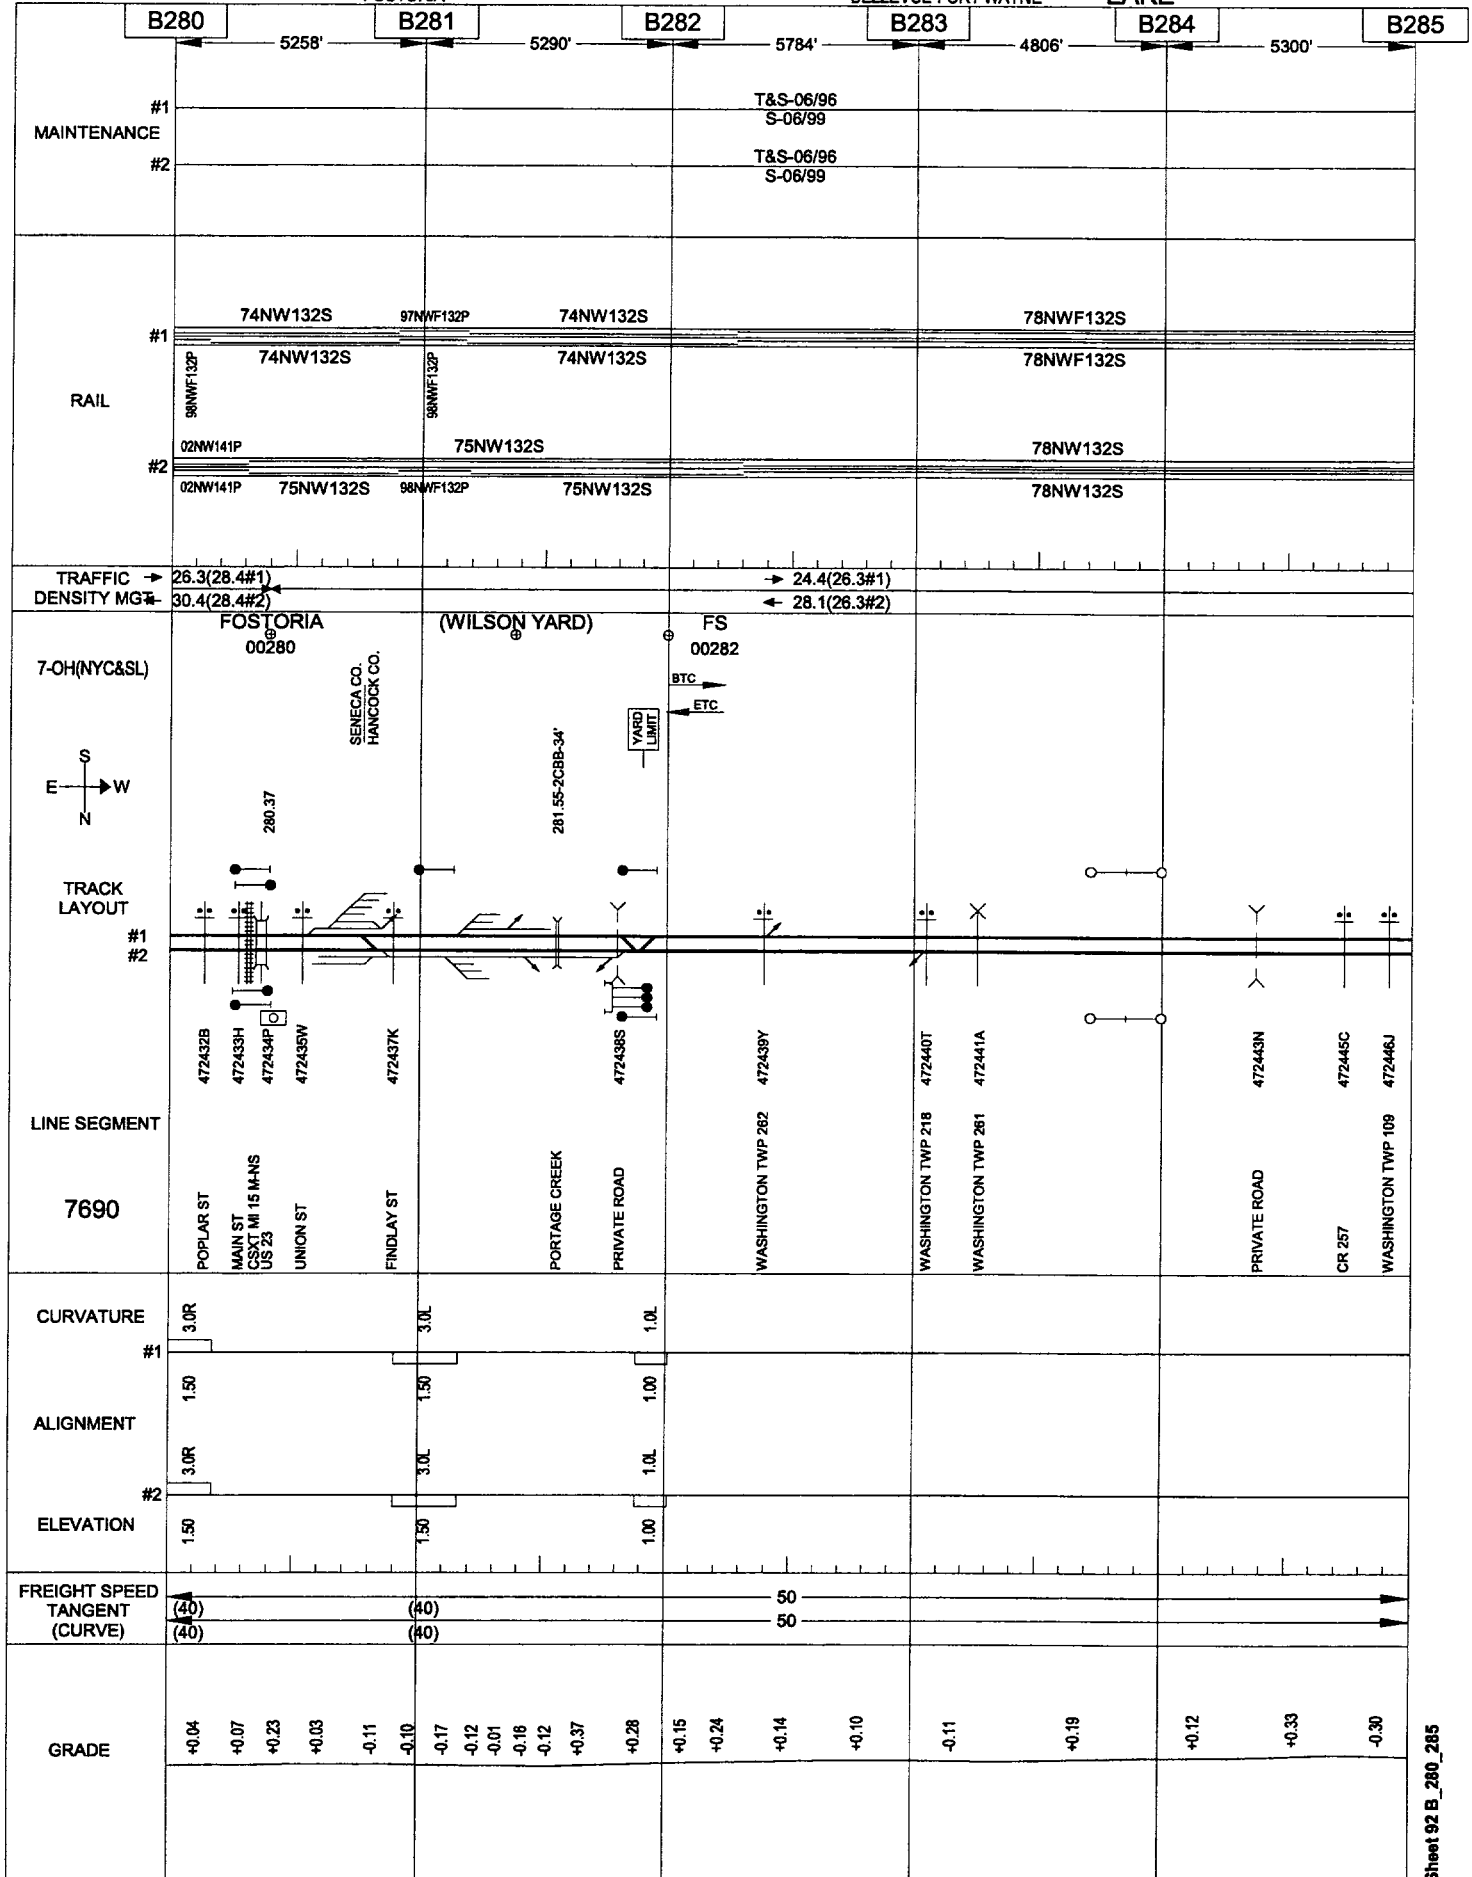 B280 B281 B282 B283 B284 B285
5258' 5290' 5784' 4806' 5300'
MAINTENANCE
#1
T&S-06/96
S-06/99
#2
T&S-06/96
S-06/99
RAIL
74NW132S 97NWF132P 74NW132S 78NWF132S
#1
74NW132S 74NW132S 78NWF132S
98NWF132P 98NWF132P
02NW141P 75NW132S 78NW132S
#2
02NW141P 75NW132S 98NWF132P 75NW132S 78NW132S
TRAFFIC 26.3(28.4#1) 24.4(26.3#1)
DENSITY MGT 30.4(28.4#2) 28.1(26.3#2)
FOSTORIA (WILSON YARD) FS
00280 00282
7-OH(NYC&SL)
SENECA CO.
HANCOCK CO.
BTC
ETC
YARD
LIMIT
S
E W
N
280.37
281.55-2CBB-34'
TRACK
LAYOUT
#1
#2
472432B
472433H
472434P
472435W
472437K
472438S
472439Y
472440T
472441A
472443N
472445C
472446J
LINE SEGMENT
7690
POPLAR ST
MAIN ST
CSXT MI 15 M-NS
US 23
UNION ST
FINDLAY ST
PORTAGE CREEK
PRIVATE ROAD
WASHINGTON TWP 262
WASHINGTON TWP 218
WASHINGTON TWP 261
PRIVATE ROAD
CR 257
WASHINGTON TWP 109
CURVATURE
3.0R 3.0L 1.0L
#1
1.50 1.50 1.00
ALIGNMENT
3.0R 3.0L 1.0L
#2
ELEVATION
1.50 1.50 1.00
FREIGHT SPEED
TANGENT
(CURVE)
50
(40) (40)
50
(40) (40)
GRADE
+0.04 +0.07 +0.23 +0.03 -0.11 -0.10 -0.17 -0.12 -0.01 -0.16 -0.12 +0.37 +0.28 +0.15 +0.24 +0.14 +0.10 -0.11 +0.19 +0.12 +0.33 -0.30
Sheet 92 B_280_285